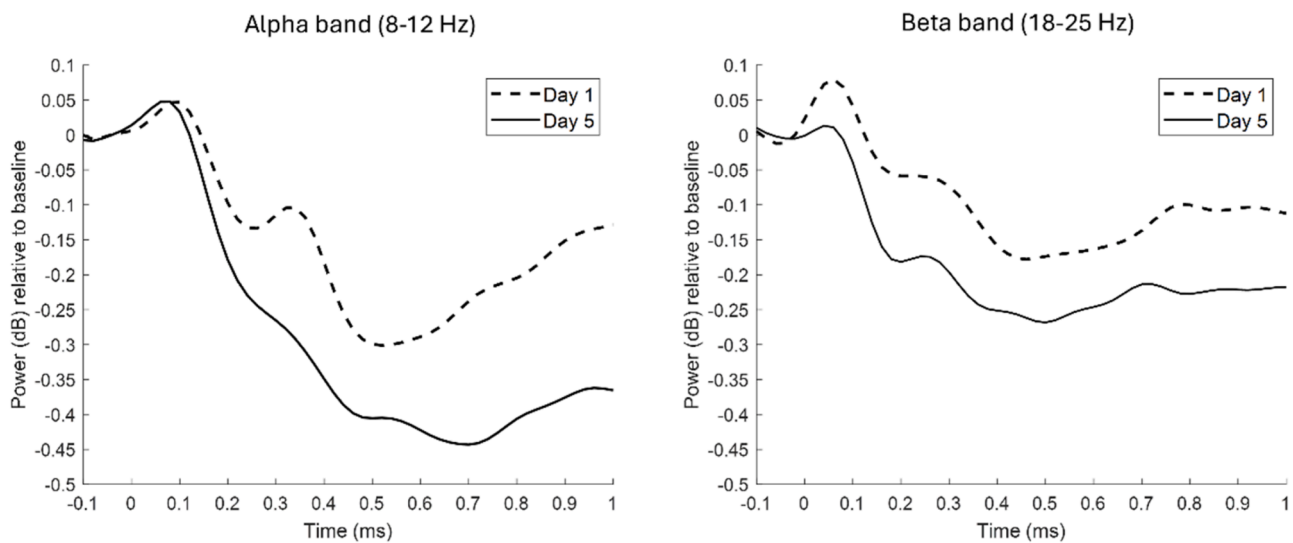 Alpha band (8-12 Hz)
Power (dB) relative to baseline
0.1
0.05
0
-0.05
-0.1
-0.15
-0.2
-0.25
-0.3
-0.35
-0.4
-0.45
-0.5
Day 1
Day 5
-0.1 0 0.1 0.2 0.3 0.4 0.5 0.6 0.7 0.8 0.9 1
Time (ms)
Beta band (18-25 Hz)
Power (dB) relative to baseline
0.1
0.05
0
-0.05
-0.1
-0.15
-0.2
-0.25
-0.3
-0.35
-0.4
-0.45
-0.5
Day 1
Day 5
-0.1 0 0.1 0.2 0.3 0.4 0.5 0.6 0.7 0.8 0.9 1
Time (ms)